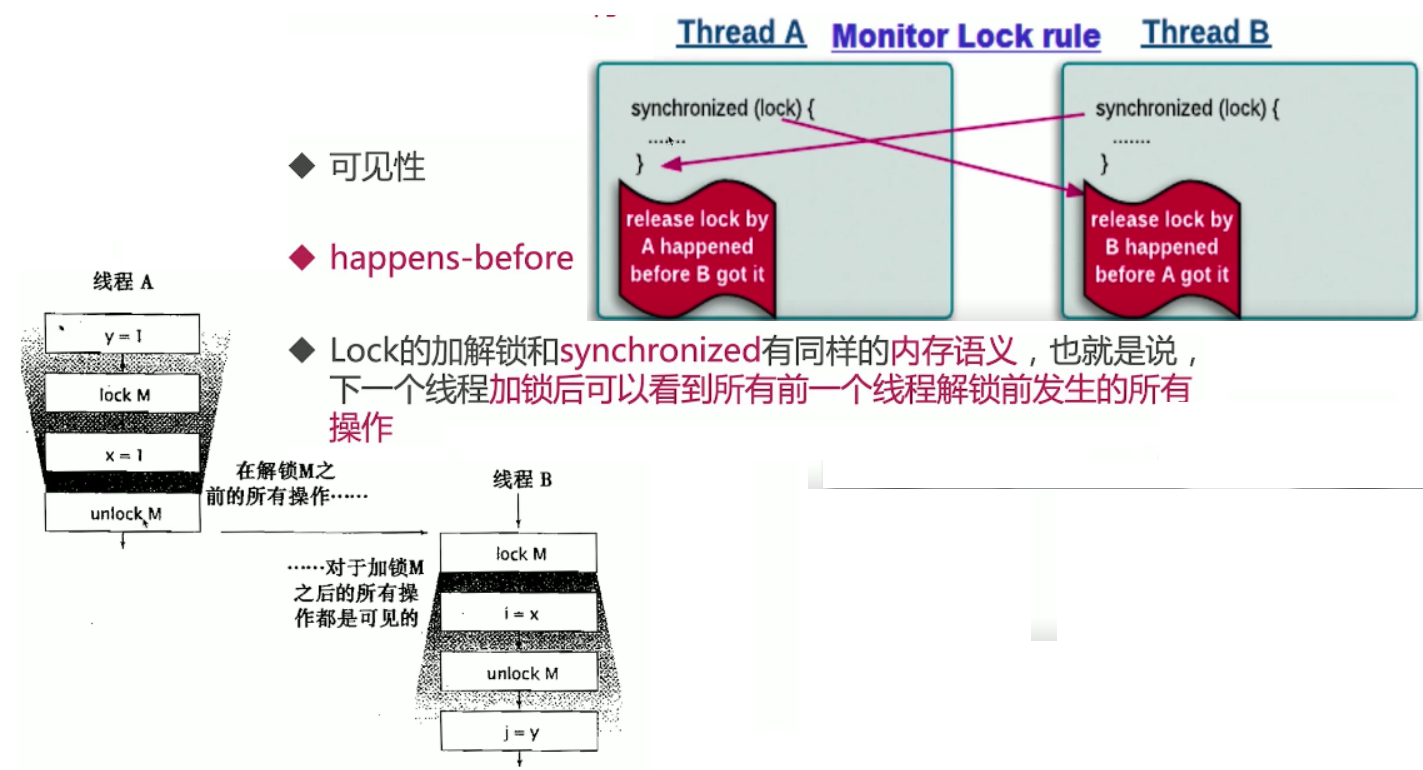 Thread A
Monitor Lock rule
Thread B
synchronized (lock) {
.......
}
release lock by
A happened
before B got it
synchronized (lock) {
.......
}
release lock by
B happened
before A got it
◆ 可见性
◆ happens-before
◆ Lock的加解锁和synchronized有同样的内存语义，也就是说，
下一个线程加锁后可以看到所有前一个线程解锁前发生的所有
操作
线程 A
y = 1
lock M
x = 1
unlock M
在解锁M之
前的所有操作……
线程 B
……对于加锁M
之后的所有操
作都是可见的
lock M
i = x
unlock M
j = y